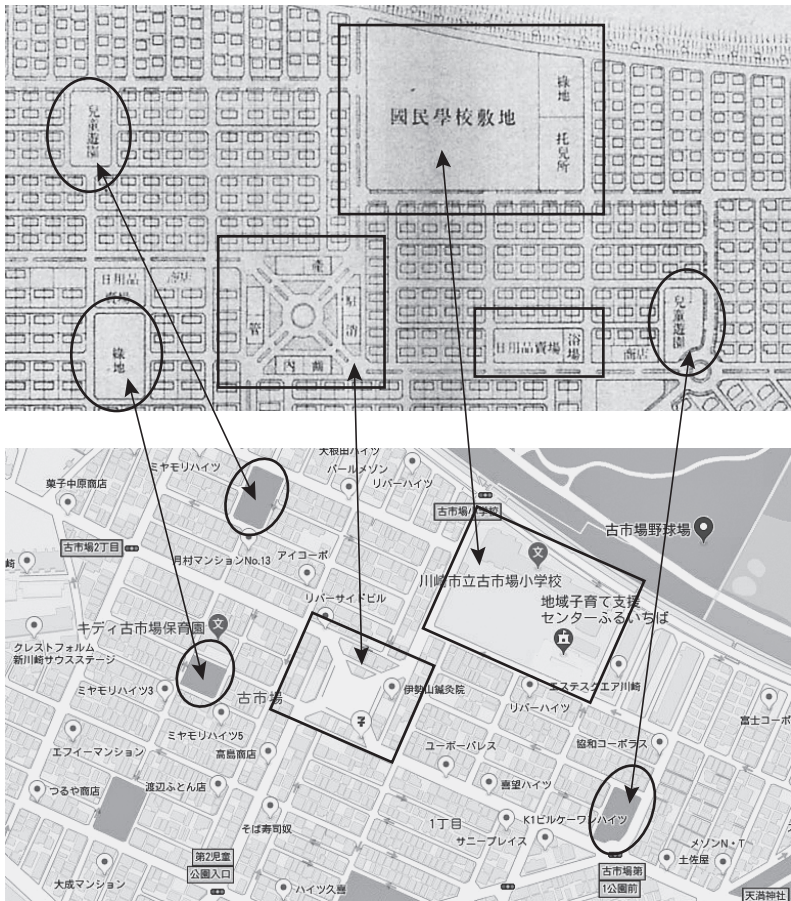 國民學校敷地
綠地
托兒所
兒童遊園
產
管
駐
消
內
日用品
賣場
綠地
日用品賣場
浴場
商店
兒童遊園
大根田ハイツ
ミヤモリハイツ
パールメゾン
リバーハイツ
菓子中原商店
古市場小学校
古市場野球場
古市場2丁目
月村マンションNo.13
アイコーポ
川崎市立古市場小学校
リバーサイドビル
地域子育て支援
センターふるいちば
キディ古市場保育園
クレストフォルム
新川崎サウスステージ
ミヤモリハイツ3
古市場
伊勢山鍼灸院
エステスクエア川崎
リバーハイツ
富士コーポ
ミヤモリハイツ5
エフィーマンション
高島商店
ユーボーパレス
協和コーポラス
つるや商店
渡辺ふとん店
喜望ハイツ
そば寿司奴
1丁目
K1ビルケーワンハイツ
サニープレイス
メゾンN・T
第2児童
公園入口
土佐屋
古市場第
1公園前
大成マンション
ハイツ久喜
天満神社